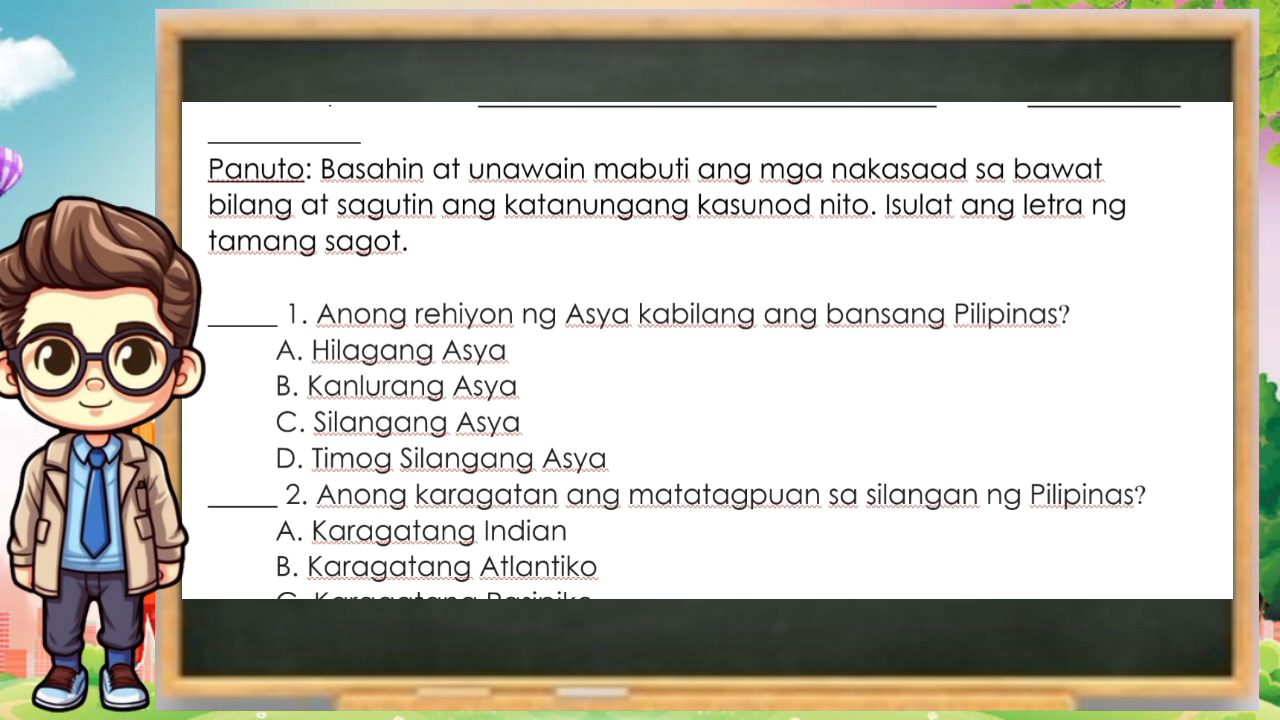 Panuto: Basahin at unawain mabuti ang mga nakasaad sa bawat
bilang at sagutin ang katanungang kasunod nito. Isulat ang letra ng
tamang sagot.
_____ 1. Anong rehiyon ng Asya kabilang ang bansang Pilipinas?
A. Hilagang Asya
B. Kanlurang Asya
C. Silangang Asya
D. Timog Silangang Asya
_____ 2. Anong karagatan ang matatagpuan sa silangan ng Pilipinas?
A. Karagatang Indian
B. Karagatang Atlantiko
C. Karagatang Pasipiko